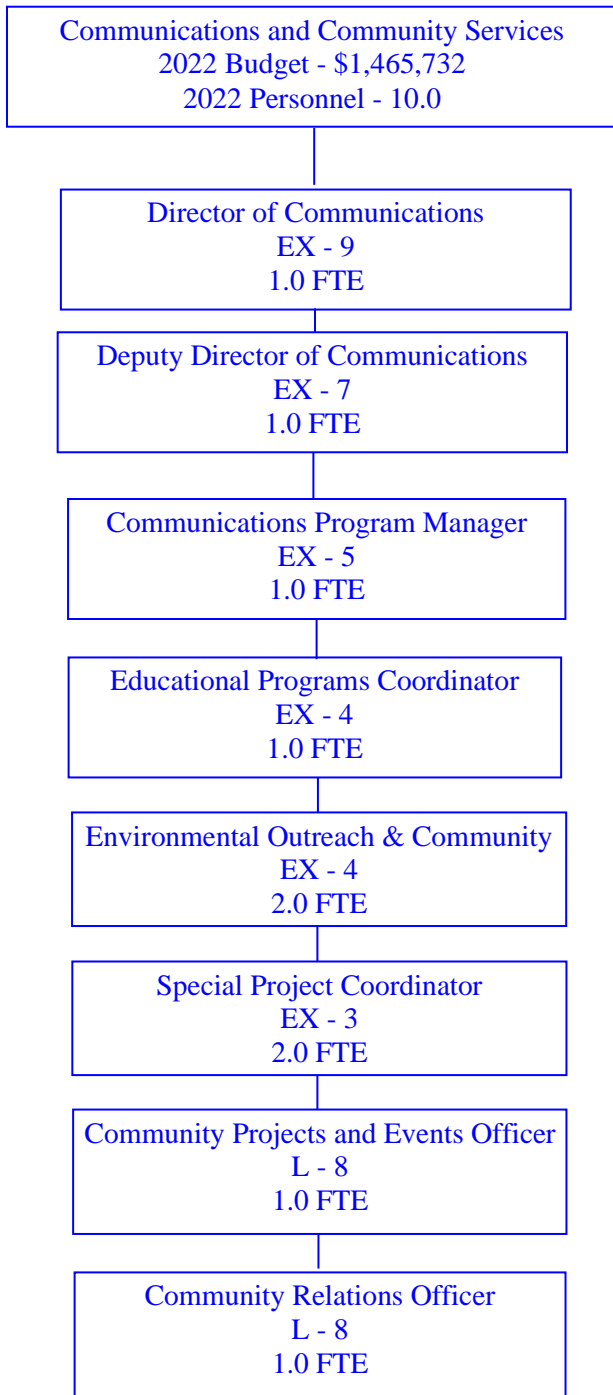 Communications and Community Services
2022 Budget - $1,465,732
2022 Personnel - 10.0
Director of Communications
EX - 9
1.0 FTE
Deputy Director of Communications
EX - 7
1.0 FTE
Communications Program Manager
EX - 5
1.0 FTE
Educational Programs Coordinator
EX - 4
1.0 FTE
Environmental Outreach & Community
EX - 4
2.0 FTE
Special Project Coordinator
EX - 3
2.0 FTE
Community Projects and Events Officer
L - 8
1.0 FTE
Community Relations Officer
L - 8
1.0 FTE